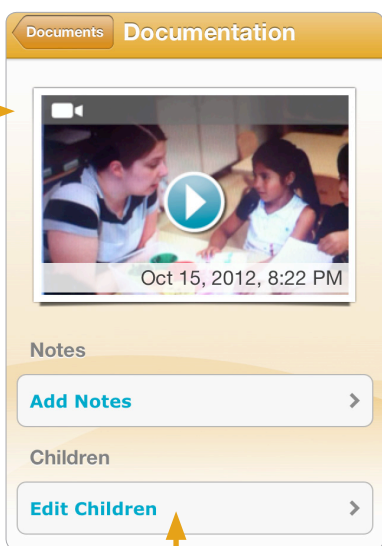 Documents Documentation
Oct 15, 2012, 8:22 PM
Notes
Add Notes
Children
Edit Children